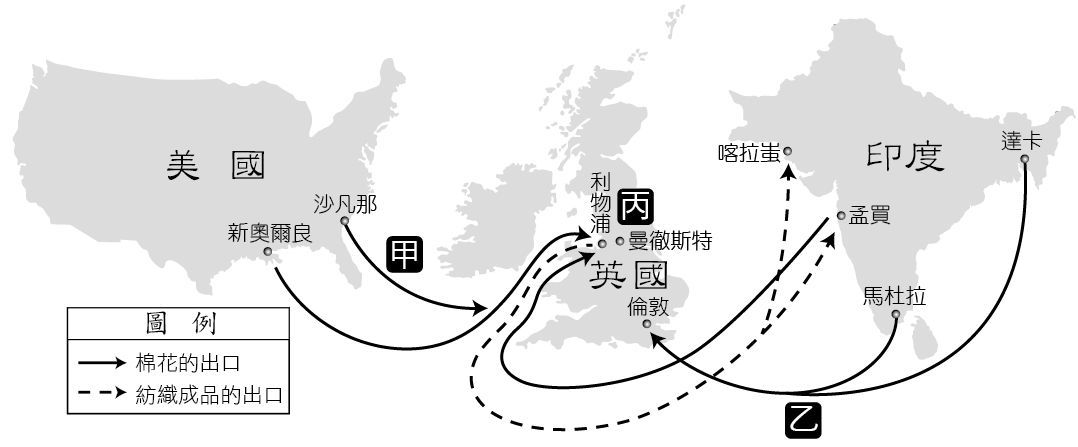 美國
沙凡那
新奧爾良
甲
利物浦
丙
曼徹斯特
英國
倫敦
喀拉蚩
印度
達卡
孟買
馬杜拉
乙
圖例
棉花的出口
紡織成品的出口